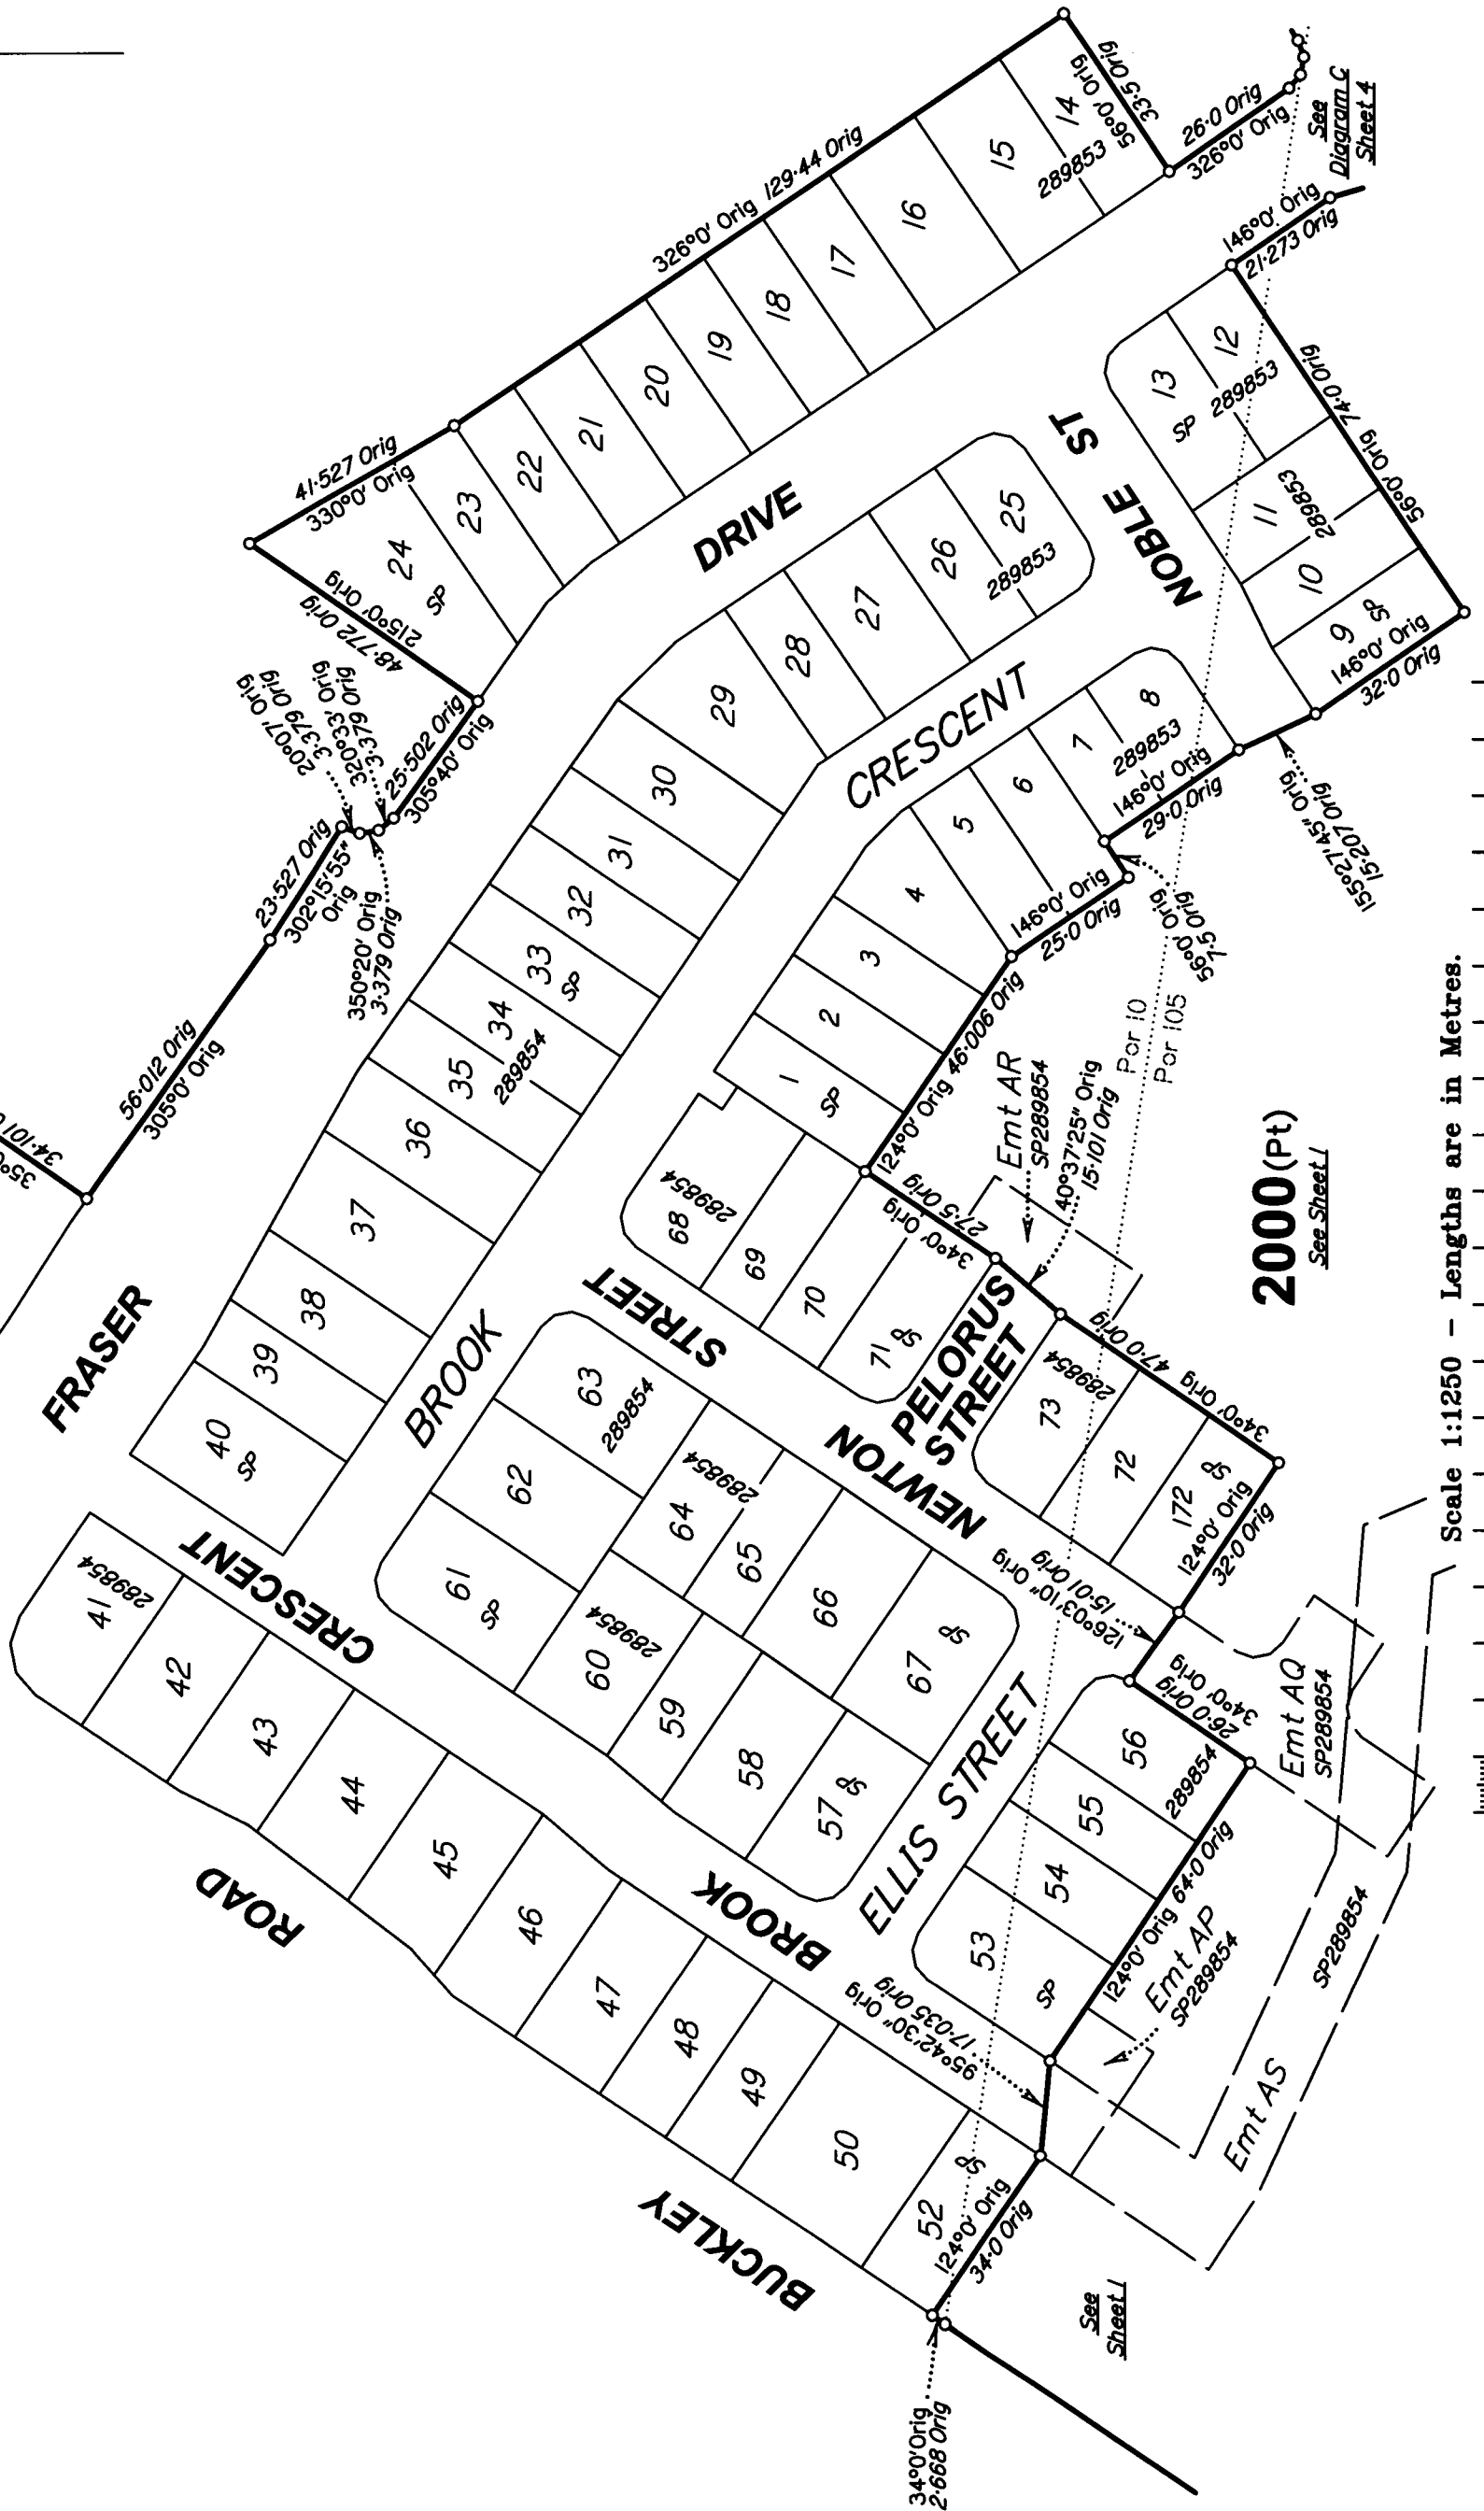 35°0'
34·101
56·012 Orig
305°0' Orig
23·527 Orig
302°15'55"
Orig
350°20' Orig
3·379 Orig
20°07' Orig
3·379 Orig
320°33' Orig
3·379 Orig
25·502 Orig
305°40' Orig
48·772 Orig
215°0' Orig
41·527 Orig
330°0' Orig
326°0' Orig 129·44 Orig
56°0' Orig
33·5 Orig
26·0 Orig
326°0' Orig
See
Diagram C
Sheet 4
146°0' Orig
21·273 Orig
56°0' Orig 74·0 Orig
146°0' Orig
32·0 Orig
155°27'45" Orig
15·207 Orig
146°0' Orig
29·0 Orig
56°0' Orig
7·5 Orig
146°0' Orig
25·0 Orig
124°0' Orig 46·006 Orig
34°0' Orig
27·5 Orig
40°37'25" Orig
15·101 Orig
34°0' Orig
47·0 Orig
124°0' Orig
32·0 Orig
126°03'10" Orig
15·01 Orig
26·0 Orig
34°0' Orig
124°0' Orig 64·0 Orig
95°42'30" Orig
17·035 Orig
124°0' Orig
34·0 Orig
34°0' Orig
2·668 Orig
FRASER
DRIVE
NOBLE ST
CRESCENT
BROOK
STREET
NEWTON
PELORUS
STREET
CRESCENT
BROOK
ELLIS STREET
ROAD
BUCKLEY
1
SP
2
3
4
5
6
7
8
289853
9
SP
10
289853
11
12
289853
13
SP
14
289853
15
16
17
18
19
20
21
22
23
24
SP
25
289853
26
27
28
29
30
31
32
33
SP
34
289854
35
36
37
38
39
40
SP
41
289854
42
43
44
45
46
47
48
49
50
52
SP
53
SP
54
55
56
289854
57
SP
58
59
60
289854
61
SP
62
63
289854
64
289854
65
66
67
SP
68
289854
69
70
71
SP
72
73
289854
172
SP
Emt AR
SP289854
Por 10
Por 105
2000(Pt)
See Sheet 1
Emt AQ
SP289854
Emt AP
SP289854
Emt AS
SP289854
See
Sheet 1
Scale 1:1250 - Lengths are in Metres.